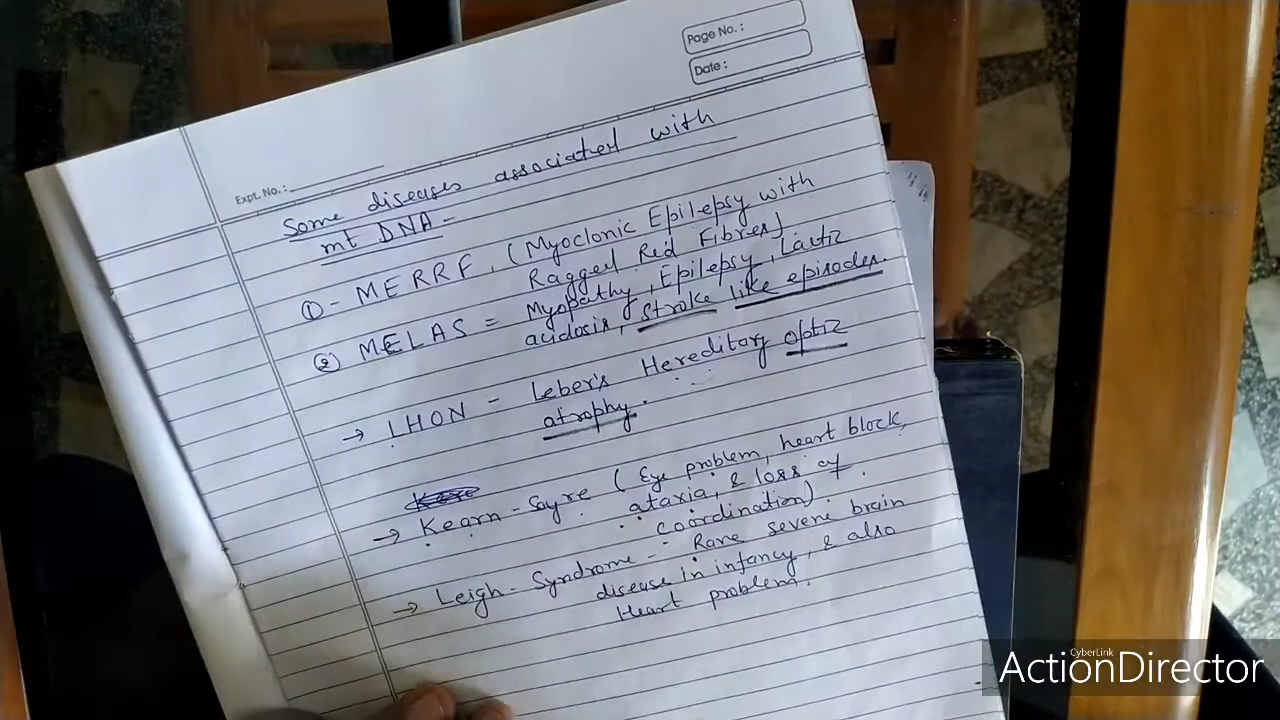 Page No. :
Date :
Expt. No. :
Some diseases associated with
mt DNA -
① - MERRF, (Myoclonic Epilepsy with
Ragged Red Fibres)
② MELAS = Myopathy, Epilepsy, Lactic
acidosis, stroke like episodes.
→ LHON - Leber's Hereditary optic
atrophy.
→ Kearn - Sayre ( Eye problem, heart block,
ataxia, & loss of
coordination).
→ Leigh - Syndrome - Rare severe brain
disease in infancy, & also
Heart problem.
CyberLink
ActionDirector